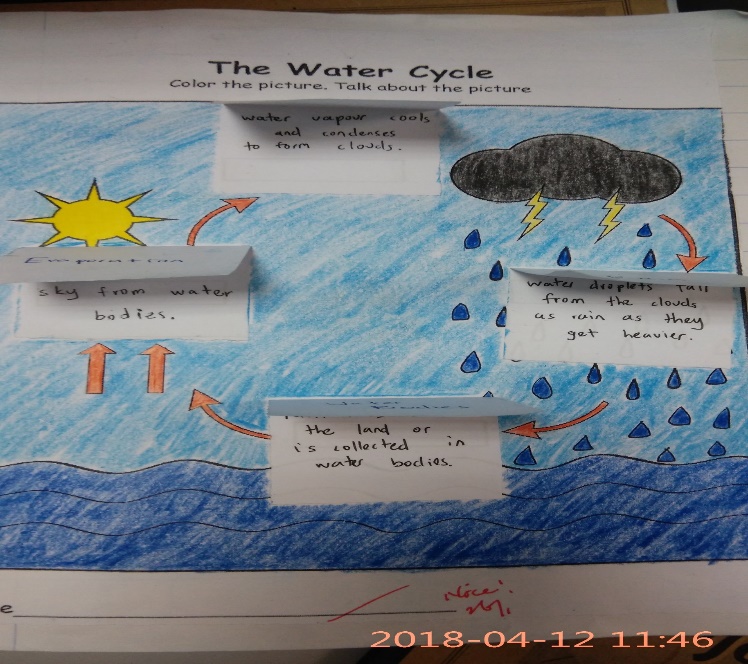 The Water Cycle
Color the picture. Talk about the picture
water vapour cools
and condenses
to form clouds.
Evaporation
sky from water
bodies.
water droplets fall
from the clouds
as rain as they
get heavier.
Water
Bodies
the land or
is collected in
water bodies.
e
Nice!
2018-04-12 11:46